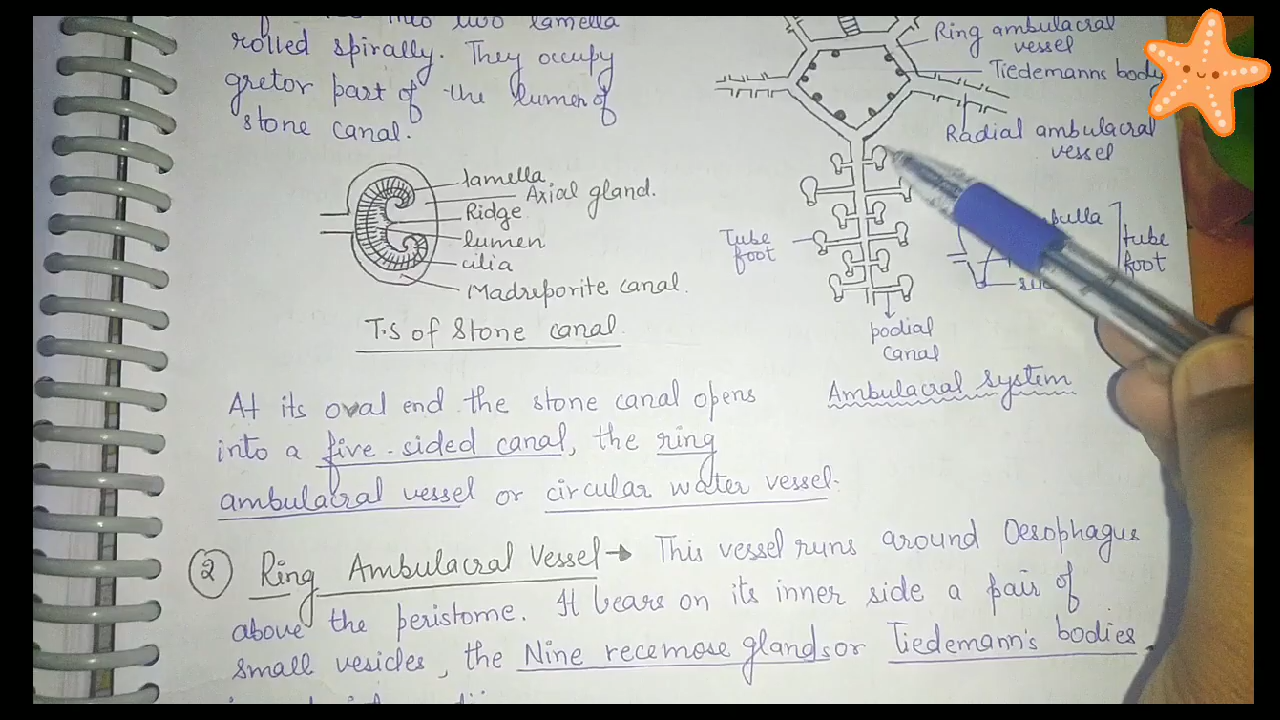 into two lamella
rolled spirally. They occupy
gretor part of the lumen of
stone canal.
Ring ambulacral
vessel
Tiedemanns body
Radial ambulacral
vessel
lamella
Axial gland.
Ridge
lumen
cilia
Madreporite canal.
T.S of Stone canal.
Tube
foot
tube
foot
podial
canal
Ambulacral system
At its oval end the stone canal opens
into a five-sided canal, the ring
ambulacral vessel or circular water vessel.
2 Ring Ambulacral Vessel → This vessel runs around Oesophagus
above the peristome. It bears on its inner side a pair of
small vesicles, the Nine recemose glands or Tiedemann's bodies.